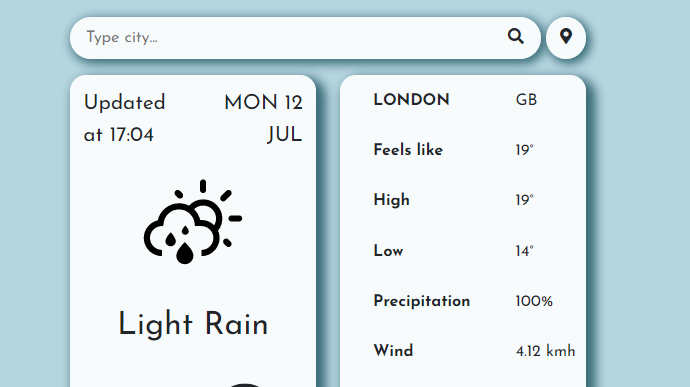 Type city...
Updated
at 17:04
MON 12
JUL
Light Rain
LONDON GB
Feels like 19°
High 19°
Low 14°
Precipitation 100%
Wind 4.12 kmh